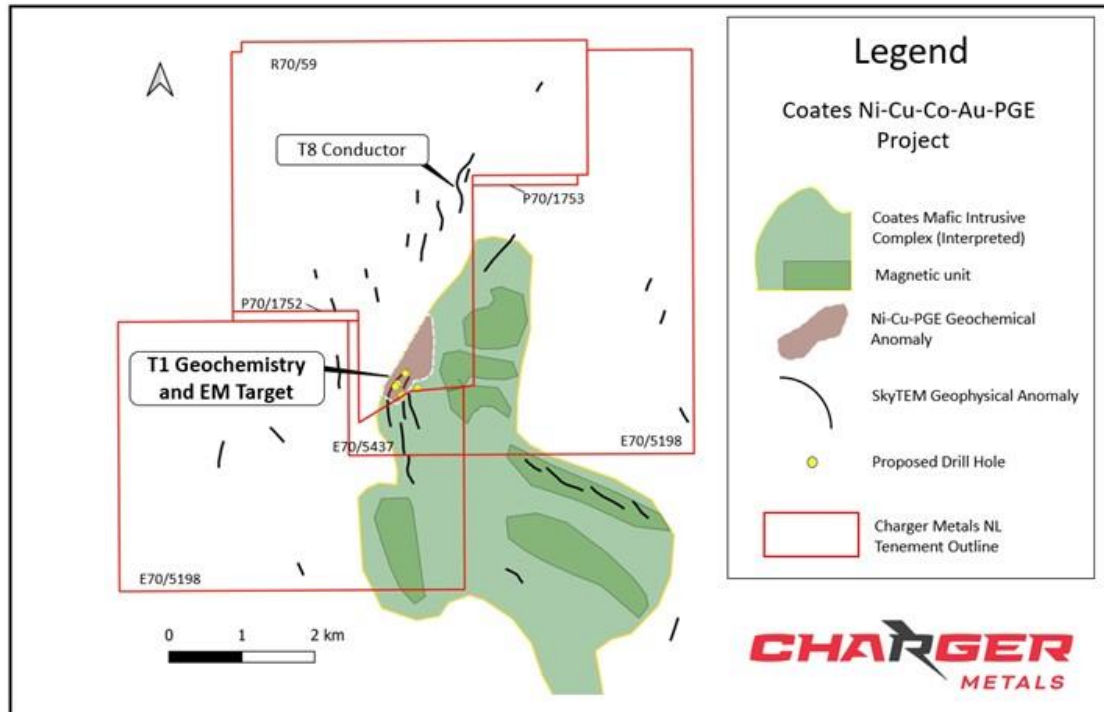 R70/59
T8 Conductor
P70/1753
P70/1752
T1 Geochemistry
and EM Target
E70/5437
E70/5198
E70/5198
0 1 2 km
Legend
Coates Ni-Cu-Co-Au-PGE
Project
Coates Mafic Intrusive
Complex (Interpreted)
Magnetic unit
Ni-Cu-PGE Geochemical
Anomaly
SkyTEM Geophysical Anomaly
Proposed Drill Hole
Charger Metals NL
Tenement Outline
CHARGER
METALS